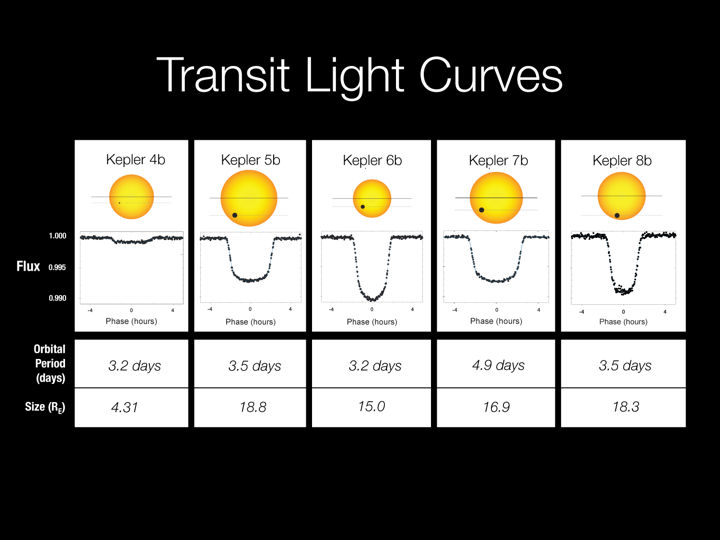 Transit Light Curves
Kepler 4b Kepler 5b Kepler 6b Kepler 7b Kepler 8b
1.000
Flux 0.995
0.990
-4 0 4 -4 0 4 -4 0 4 -4 0 4 -4 0 4
Phase (hours) Phase (hours) Phase (hours) Phase (hours) Phase (hours)
Orbital
Period
(days)
3.2 days 3.5 days 3.2 days 4.9 days 3.5 days
Size (RE) 4.31 18.8 15.0 16.9 18.3